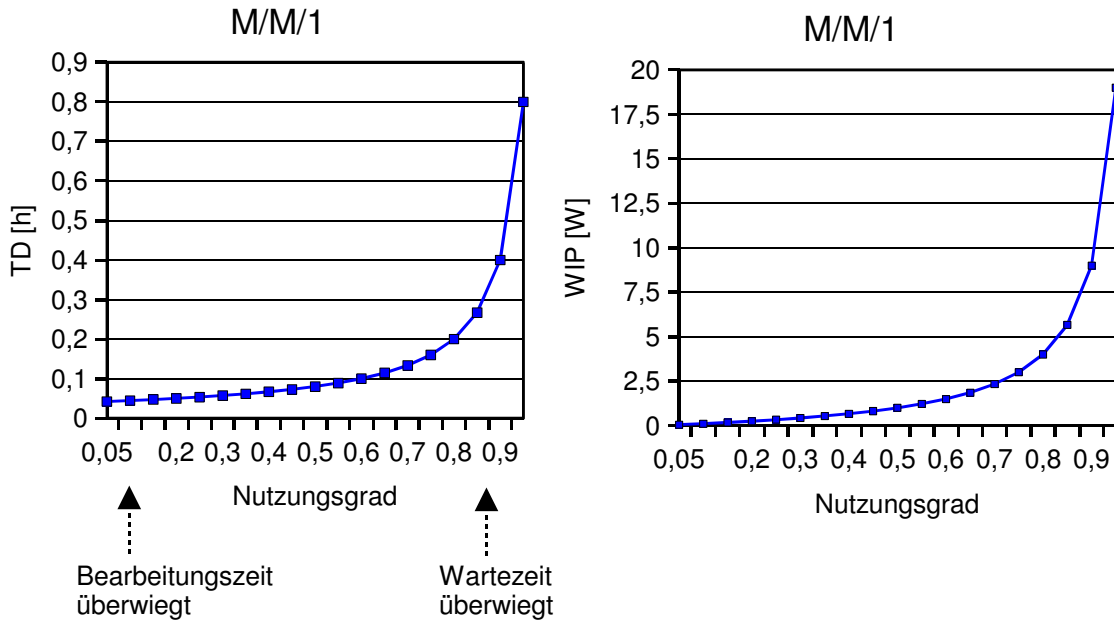 M/M/1
0,9
0,8
0,7
0,6
0,5
0,4
0,3
0,2
0,1
0
TD [h]
0,05 0,2 0,3 0,4 0,5 0,6 0,7 0,8 0,9
Nutzungsgrad
Bearbeitungszeit
überwiegt
Wartezeit
überwiegt
M/M/1
20
17,5
15
12,5
10
7,5
5
2,5
0
WIP [W]
0,05 0,2 0,3 0,4 0,5 0,6 0,7 0,8 0,9
Nutzungsgrad